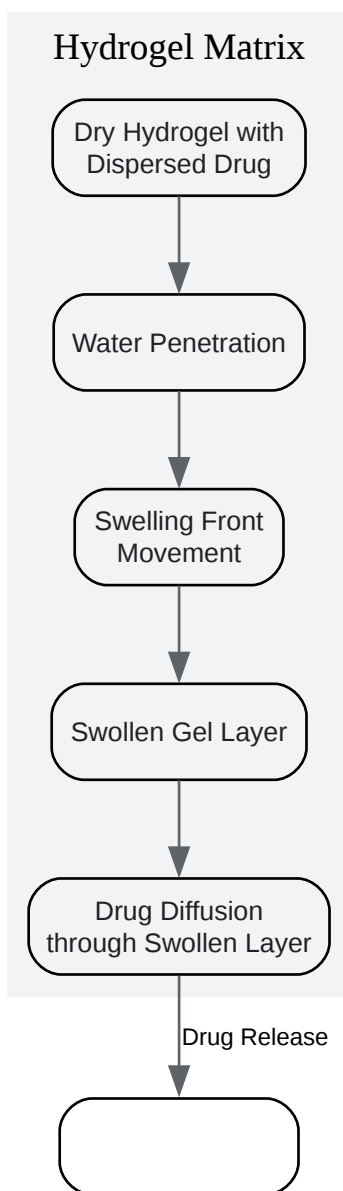 Hydrogel Matrix
Dry Hydrogel with
Dispersed Drug
Water Penetration
Swelling Front
Movement
Swollen Gel Layer
Drug Diffusion
through Swollen Layer
Drug Release